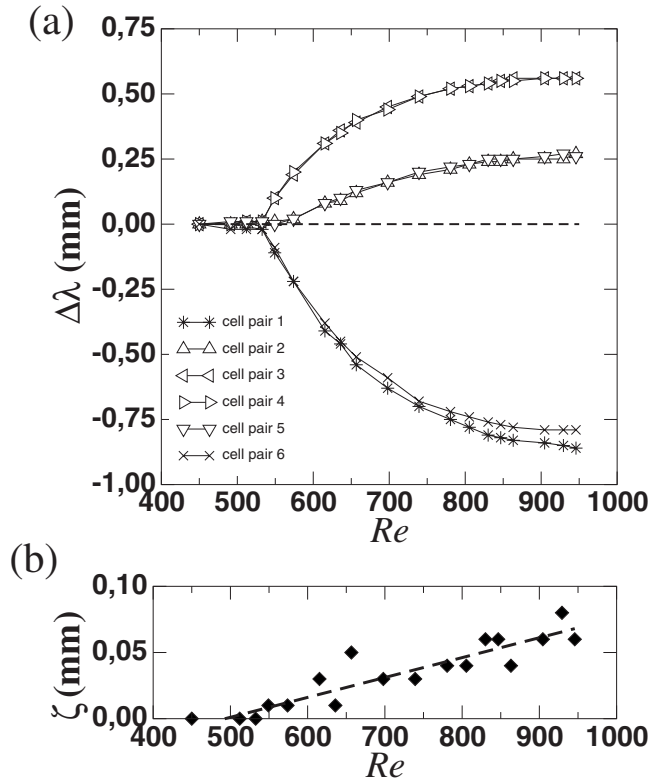 (a)
0,75
0,50
0,25
0,00
-0,25
-0,50
-0,75
-1,00
Δλ (mm)
cell pair 1
cell pair 2
cell pair 3
cell pair 4
cell pair 5
cell pair 6
400 500 600 700 800 900 1000
Re
(b)
0,10
0,05
0,00
ζ (mm)
400 500 600 700 800 900 1000
Re